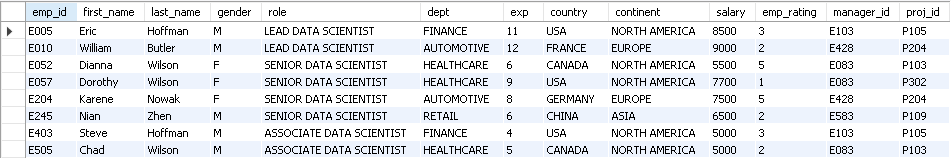 emp_id first_name last_name gender role dept exp country continent salary emp_rating manager_id proj_id
E005 Eric Hoffman M LEAD DATA SCIENTIST FINANCE 11 USA NORTH AMERICA 8500 3 E103 P105
E010 William Butler M LEAD DATA SCIENTIST AUTOMOTIVE 12 FRANCE EUROPE 9000 2 E428 P204
E052 Dianna Wilson F SENIOR DATA SCIENTIST HEALTHCARE 6 CANADA NORTH AMERICA 5500 5 E083 P103
E057 Dorothy Wilson F SENIOR DATA SCIENTIST HEALTHCARE 9 USA NORTH AMERICA 7700 1 E083 P302
E204 Karene Nowak F SENIOR DATA SCIENTIST AUTOMOTIVE 8 GERMANY EUROPE 7500 5 E428 P204
E245 Nian Zhen M SENIOR DATA SCIENTIST RETAIL 6 CHINA ASIA 6500 2 E583 P109
E403 Steve Hoffman M ASSOCIATE DATA SCIENTIST FINANCE 4 USA NORTH AMERICA 5000 3 E103 P105
E505 Chad Wilson M ASSOCIATE DATA SCIENTIST HEALTHCARE 5 CANADA NORTH AMERICA 5000 2 E083 P103